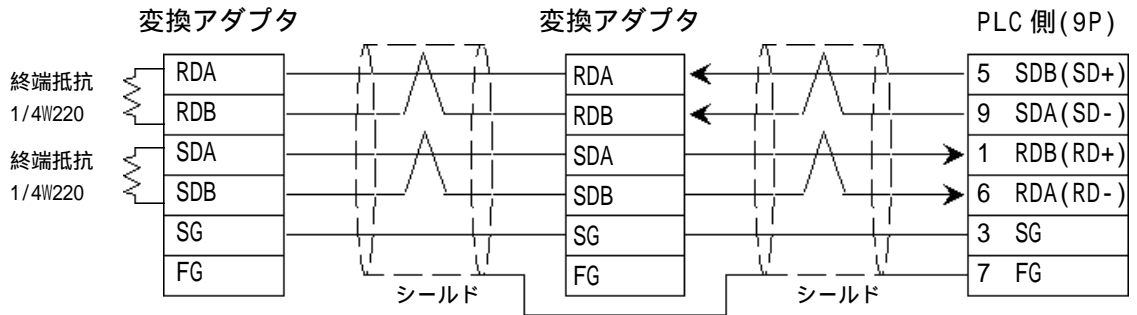 変換アダプタ 変換アダプタ PLC側(9P)
終端抵抗
1/4W220
終端抵抗
1/4W220
RDA
RDB
SDA
SDB
SG
FG
シールド
RDA
RDB
SDA
SDB
SG
FG
シールド
5 SDB(SD+)
9 SDA(SD-)
1 RDB(RD+)
6 RDA(RD-)
3 SG
7 FG